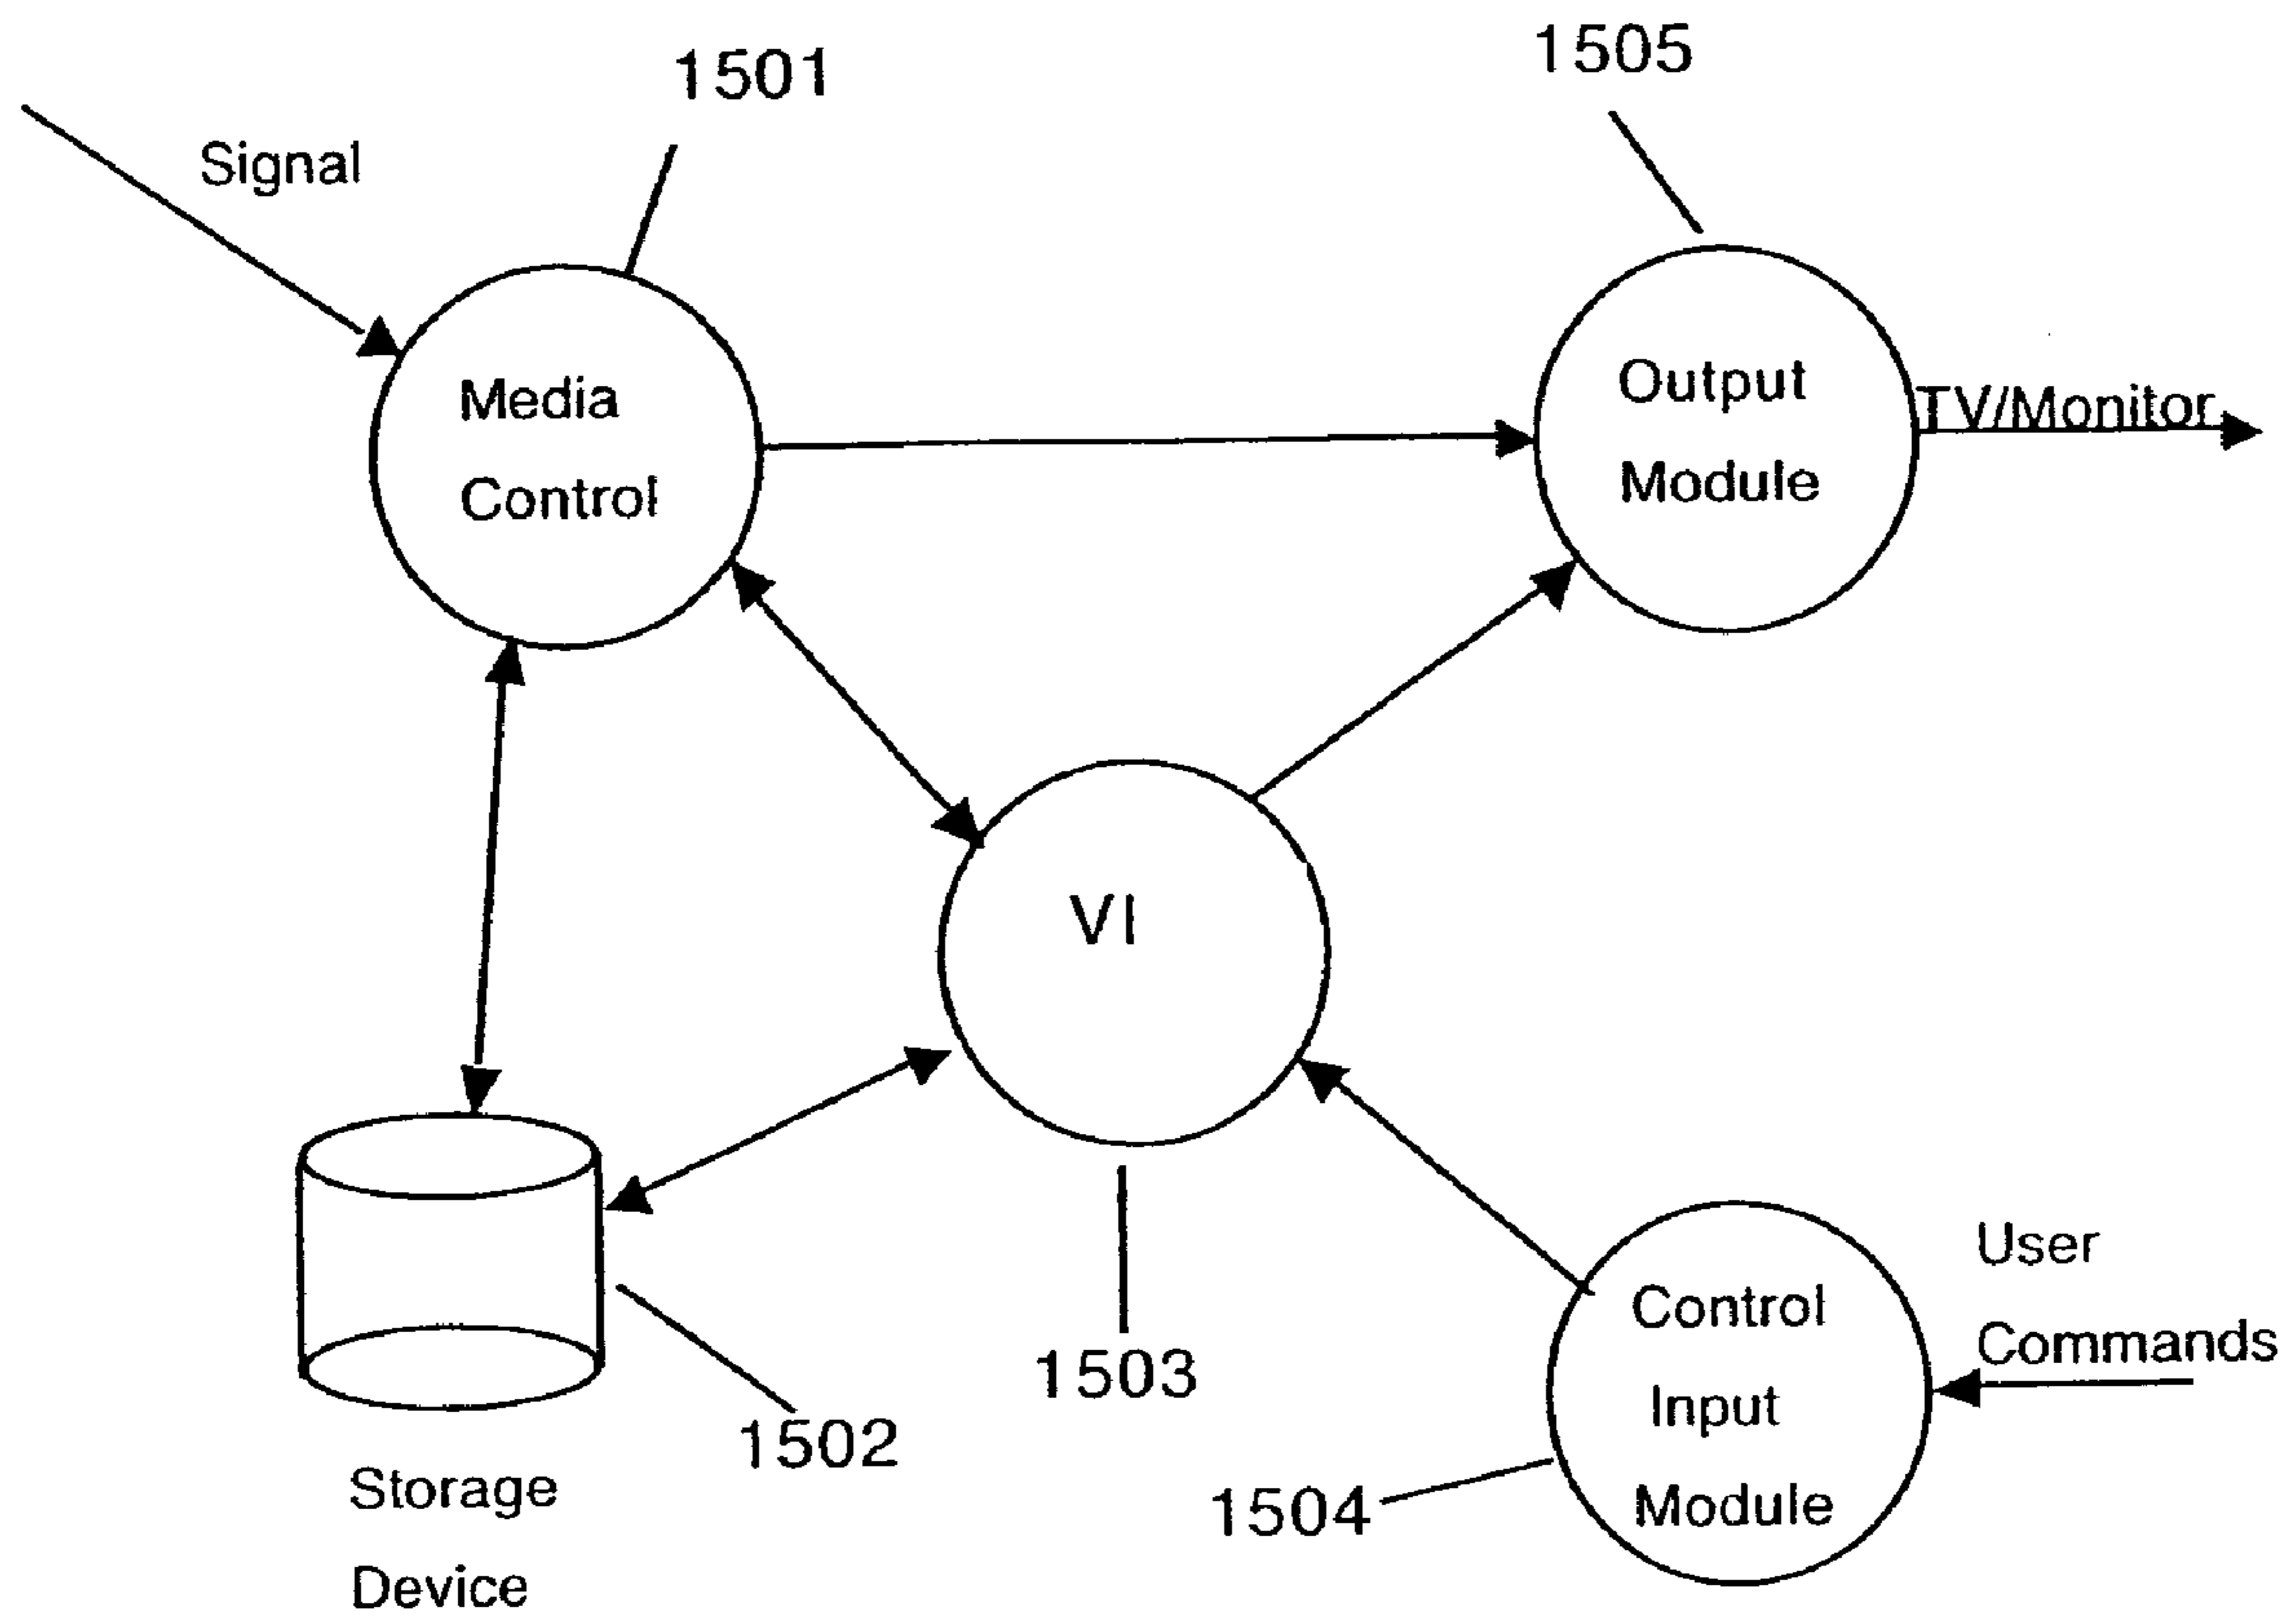 1501
1505
Signal
Media
Control
Output
Module
TV/Monitor
VI
1503
1502
Storage
Device
User
Commands
Control
Input
Module
1504